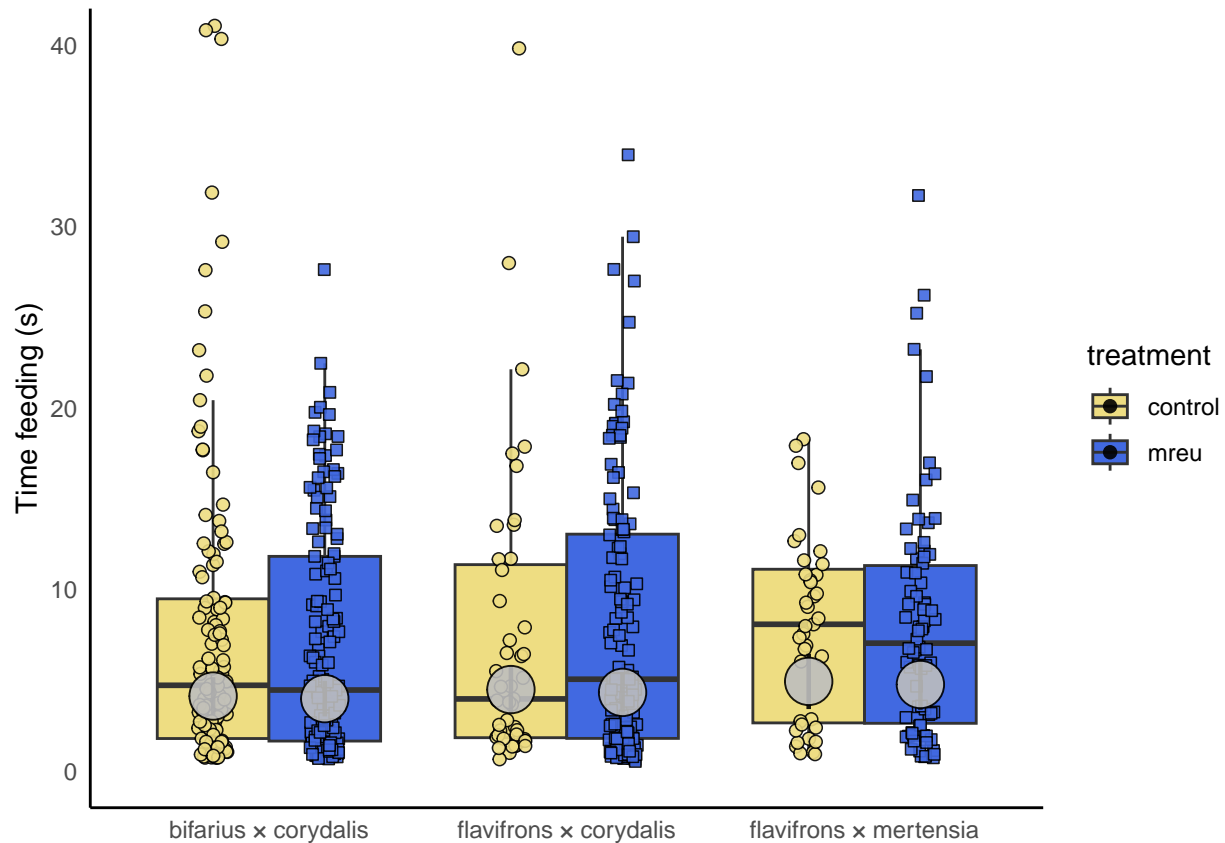 Time feeding (s)
40
30
20
10
0
bifarius × corydalis
flavifrons × corydalis
flavifrons × mertensia
treatment
control
mreu